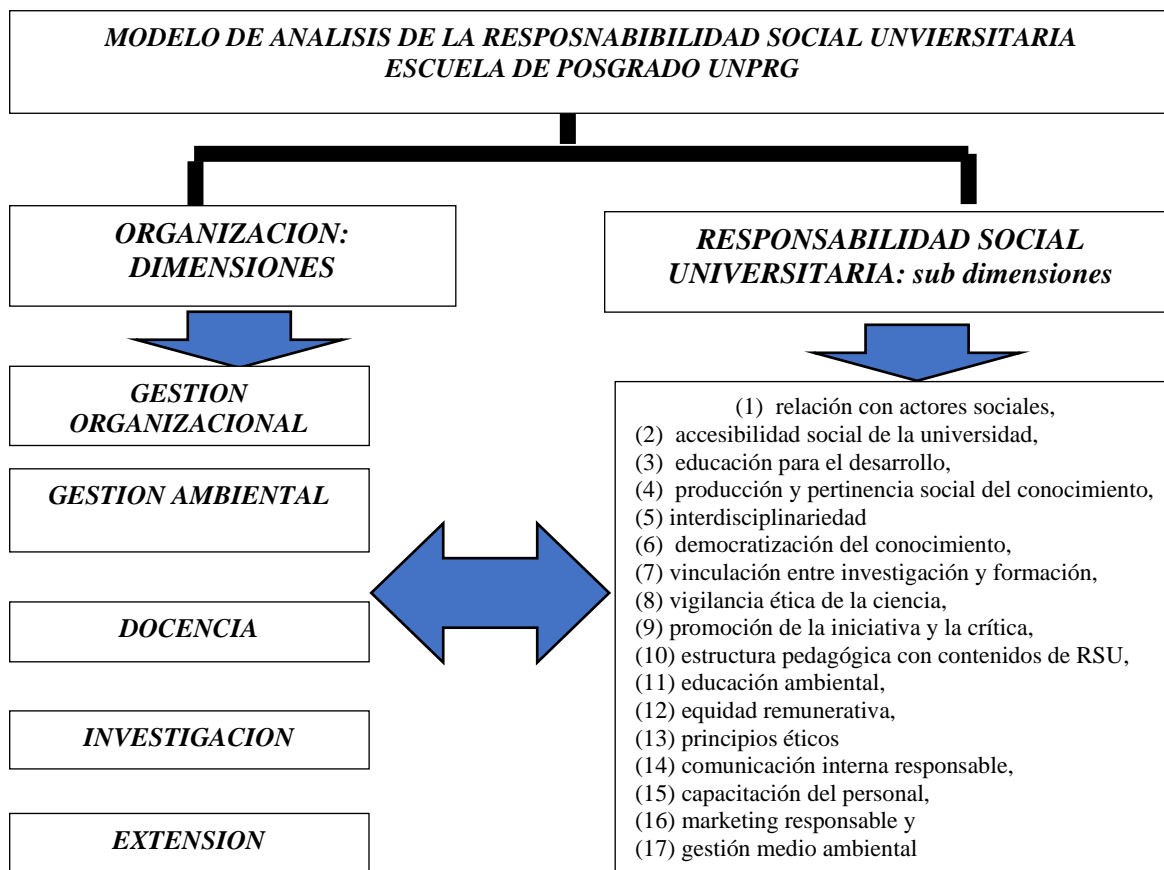 MODELO DE ANALISIS DE LA RESPOSNABIBILIDAD SOCIAL UNVIERSITARIA
ESCUELA DE POSGRADO UNPRG
ORGANIZACION:
DIMENSIONES
GESTION
ORGANIZACIONAL
GESTION AMBIENTAL
DOCENCIA
INVESTIGACION
EXTENSION
RESPONSABILIDAD SOCIAL
UNIVERSITARIA: sub dimensiones
(1) relación con actores sociales,
(2) accesibilidad social de la universidad,
(3) educación para el desarrollo,
(4) producción y pertinencia social del conocimiento,
(5) interdisciplinariedad
(6) democratización del conocimiento,
(7) vinculación entre investigación y formación,
(8) vigilancia ética de la ciencia,
(9) promoción de la iniciativa y la crítica,
(10) estructura pedagógica con contenidos de RSU,
(11) educación ambiental,
(12) equidad remunerativa,
(13) principios éticos
(14) comunicación interna responsable,
(15) capacitación del personal,
(16) marketing responsable y
(17) gestión medio ambiental